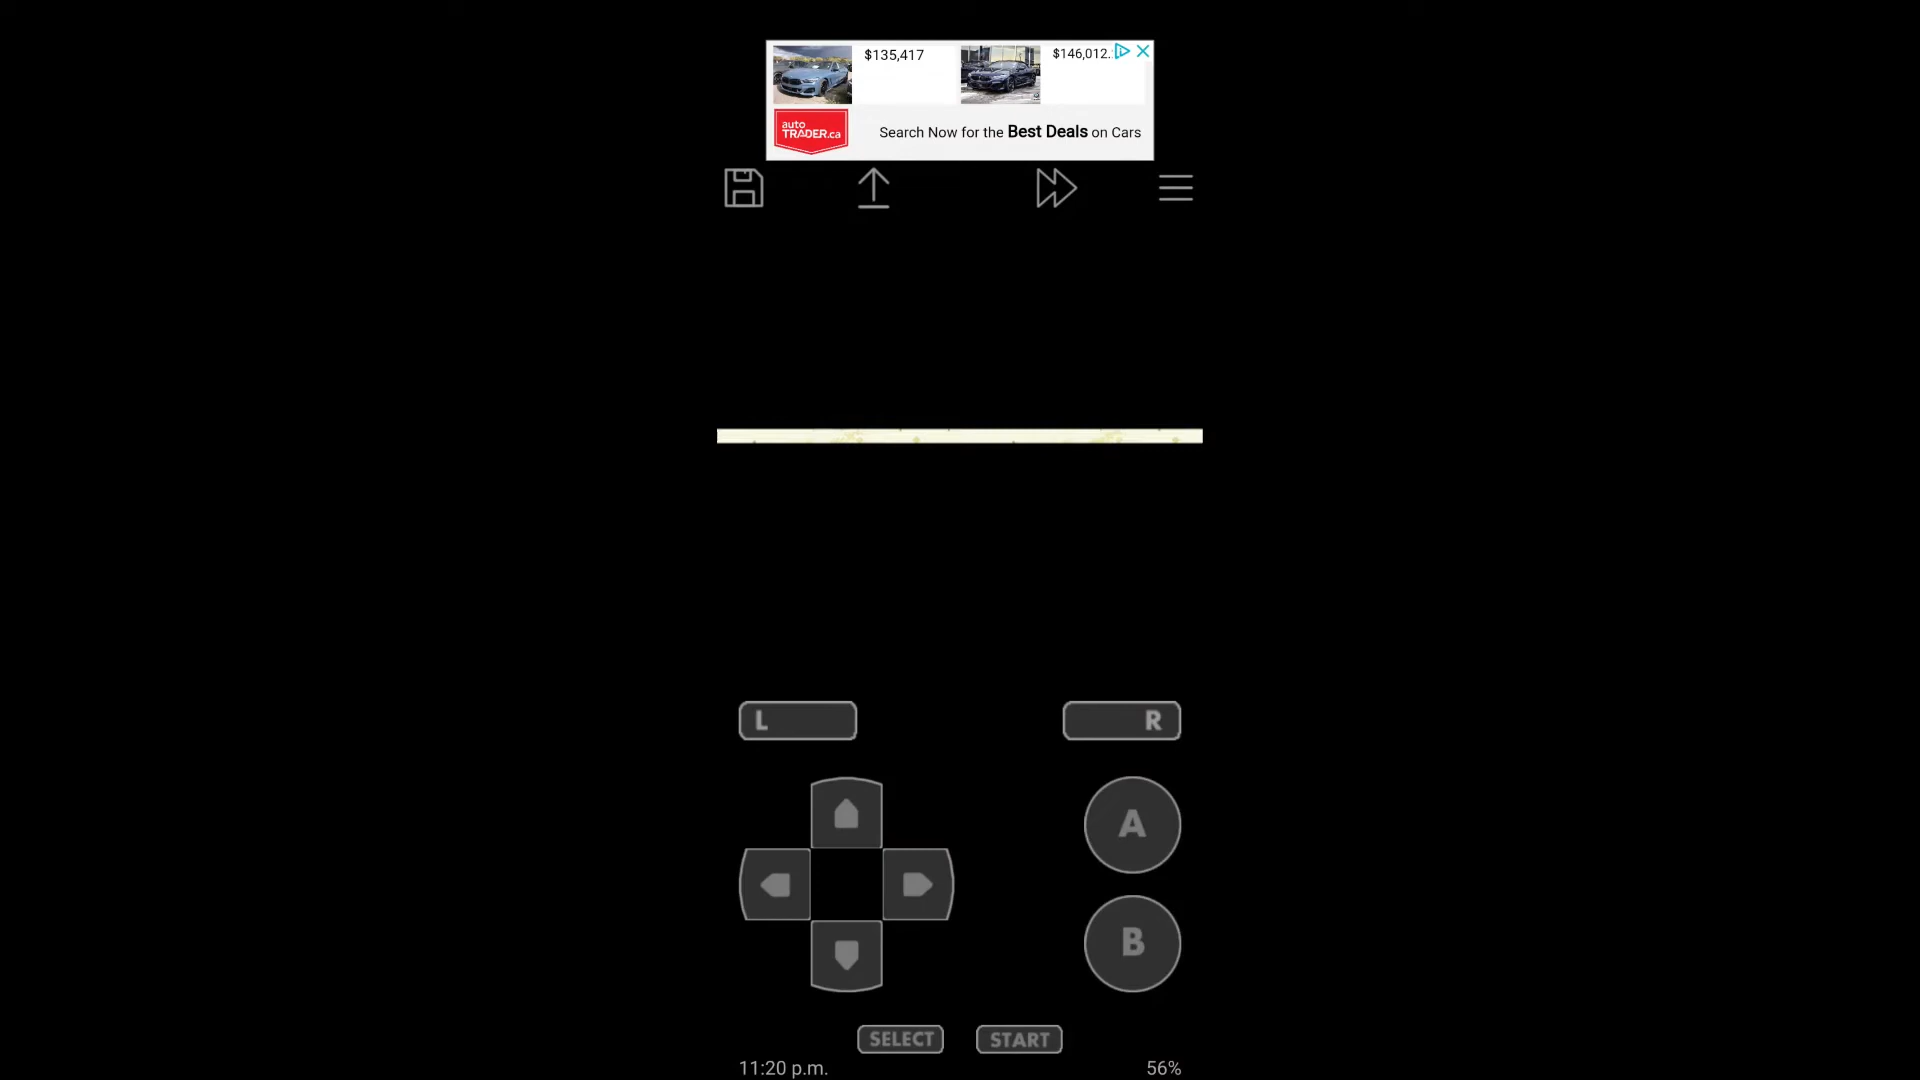 $135,417
$146,012.
auto
TRADER.ca
Search Now for the Best Deals on Cars
L
R
A
B
SELECT
START
11:20 p.m.
56%